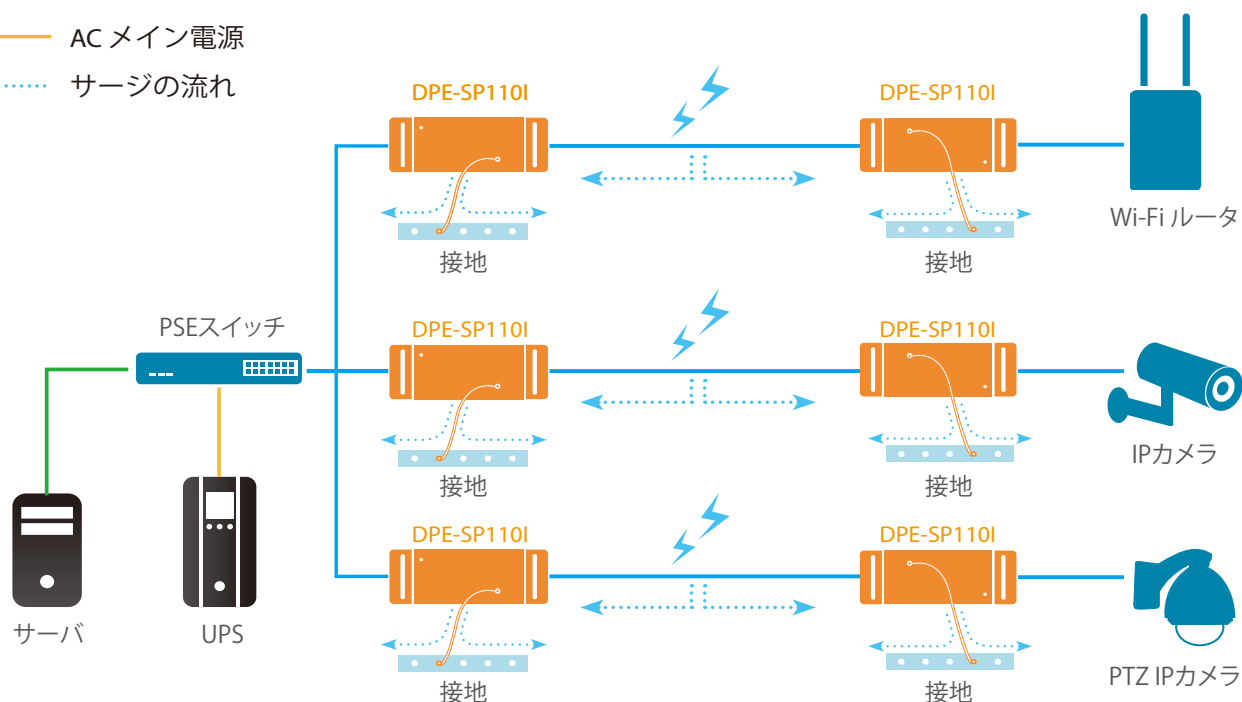 AC メイン電源
サージの流れ
DPE-SP110I
DPE-SP110I
接地
接地
Wi-Fi ルータ
PSEスイッチ
DPE-SP110I
DPE-SP110I
接地
接地
IPカメラ
DPE-SP110I
DPE-SP110I
サーバ
UPS
接地
接地
PTZ IPカメラ